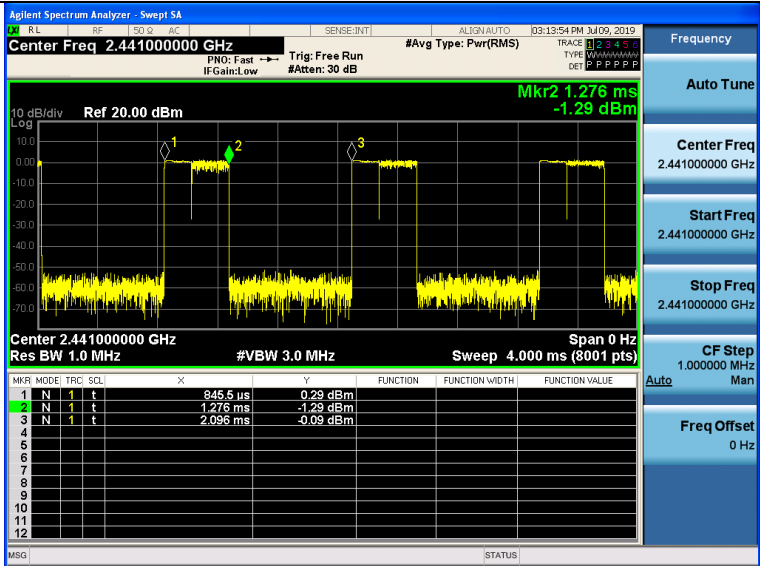 Agilent Spectrum Analyzer - Swept SA
LXI RL RF 50 Ω AC SENSE:INT ALIGN AUTO 03:13:54 PM Jul 09, 2019
Center Freq 2.441000000 GHz #Avg Type: Pwr(RMS) TRACE 1 2 3 4 5 6
PNO: Fast Trig: Free Run TYPE WWWWWW
IFGain:Low #Atten: 30 dB DET P P P P P P
Mkr2 1.276 ms
10 dB/div Ref 20.00 dBm -1.29 dBm
Log
10.0
0.00
-10.0
-20.0
-30.0
-40.0
-50.0
-60.0
-70.0
1 2 3
Center 2.441000000 GHz Span 0 Hz
Res BW 1.0 MHz #VBW 3.0 MHz Sweep 4.000 ms (8001 pts)
MKR MODE TRC SCL X Y FUNCTION FUNCTION WIDTH FUNCTION VALUE
1 N 1 t 845.5 µs 0.29 dBm
2 N 1 t 1.276 ms -1.29 dBm
3 N 1 t 2.096 ms -0.09 dBm
4
5
6
7
8
9
10
11
12
MSG STATUS
Frequency
Auto Tune
Center Freq
2.441000000 GHz
Start Freq
2.441000000 GHz
Stop Freq
2.441000000 GHz
CF Step
1.000000 MHz
Auto Man
Freq Offset
0 Hz